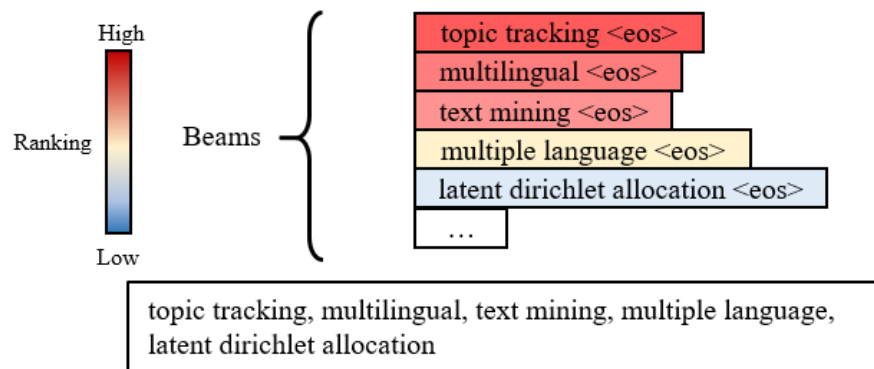 High
Ranking
Low
Beams
topic tracking <eos>
multilingual <eos>
text mining <eos>
multiple language <eos>
latent dirichlet allocation <eos>
…
topic tracking, multilingual, text mining, multiple language,
latent dirichlet allocation